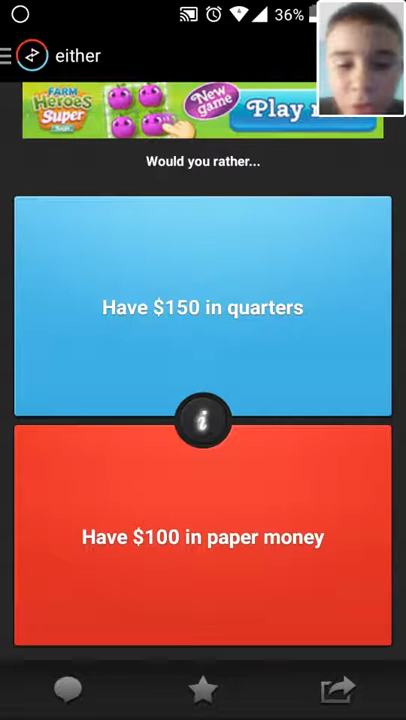 36%
either
FARM
Heroes
Super
New
game
Play
Would you rather...
Have $150 in quarters
i
Have $100 in paper money